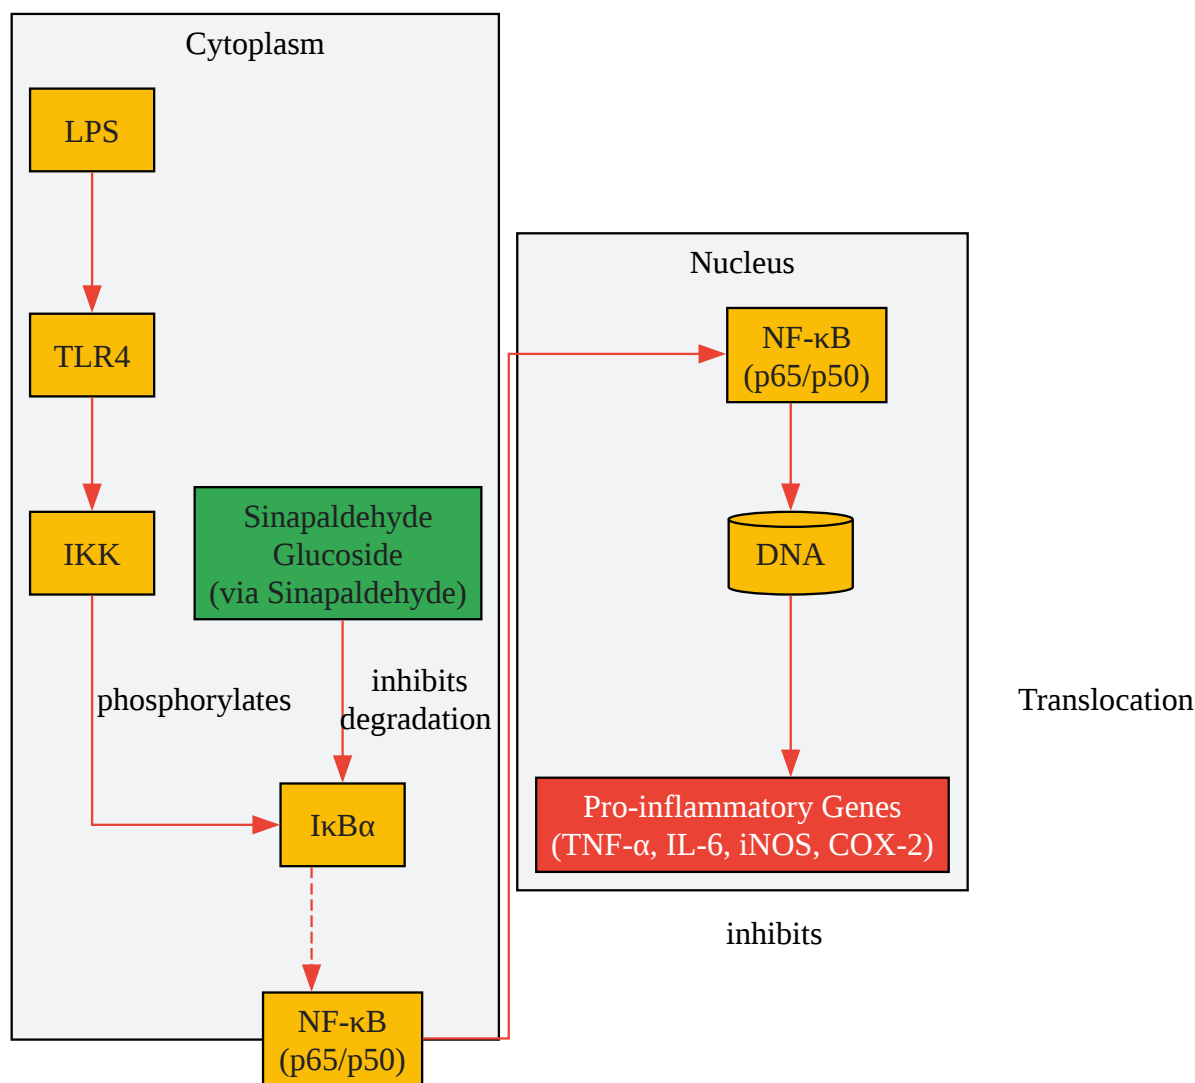 Cytoplasm
LPS
TLR4
IKK
Sinapaldehyde
Glucoside
(via Sinapaldehyde)
phosphorylates
inhibits
degradation
IκBα
NF-κB
(p65/p50)
Nucleus
NF-κB
(p65/p50)
DNA
Pro-inflammatory Genes
(TNF-α, IL-6, iNOS, COX-2)
inhibits
Translocation